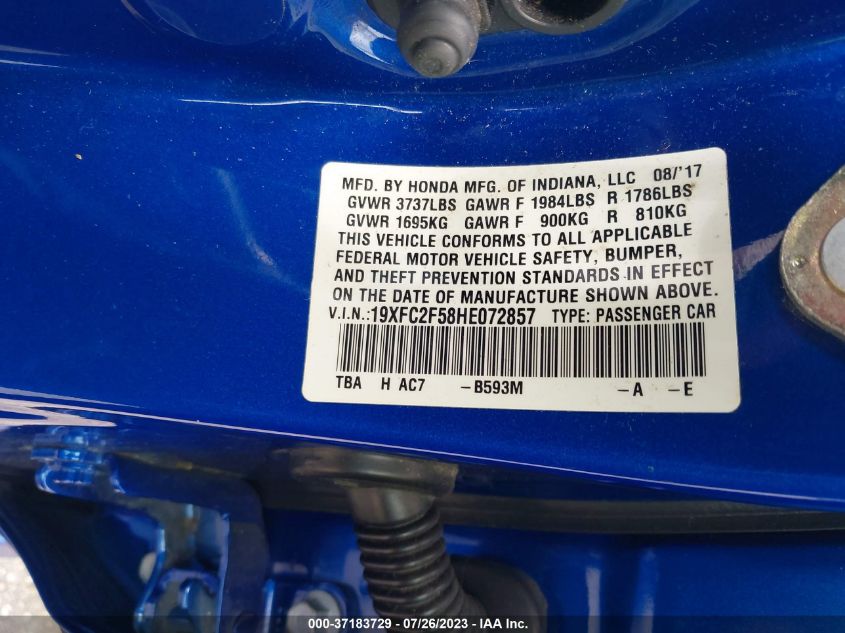 MFD. BY HONDA MFG. OF INDIANA, LLC 08/'17
GVWR 3737LBS GAWR F 1984LBS R 1786LBS
GVWR 1695KG GAWR F 900KG R 810KG
THIS VEHICLE CONFORMS TO ALL APPLICABLE
FEDERAL MOTOR VEHICLE SAFETY, BUMPER,
AND THEFT PREVENTION STANDARDS IN EFFECT
ON THE DATE OF MANUFACTURE SHOWN ABOVE.
V.I.N.:19XFC2F58HE072857 TYPE: PASSENGER CAR
TBA H AC7 -B593M -A -E
000-37183729 - 07/26/2023 - IAA Inc.